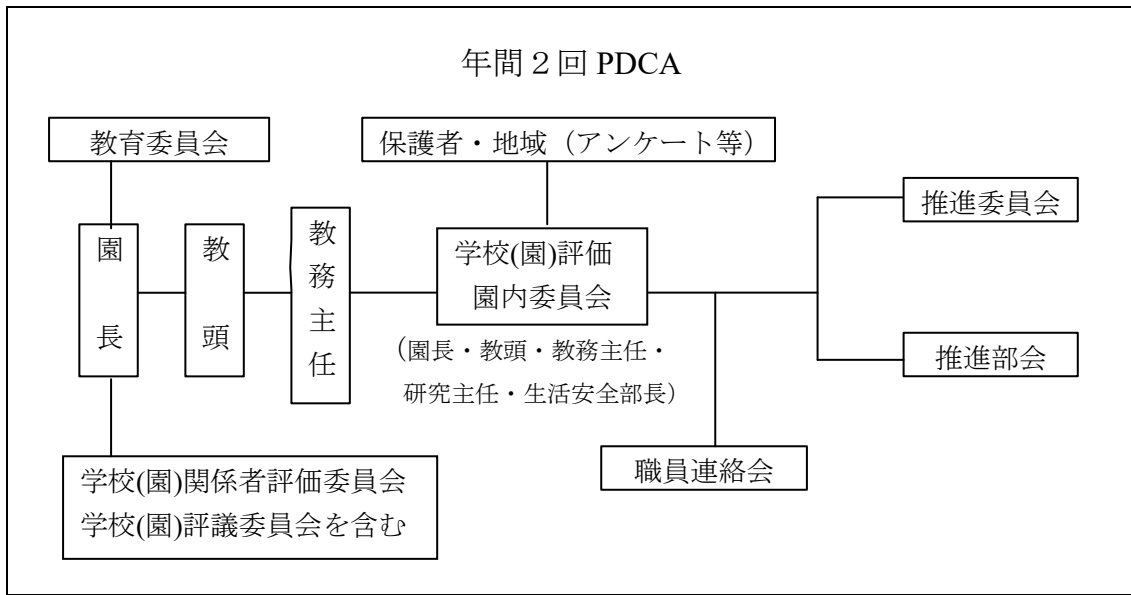 年間２回 PDCA
教育委員会
保護者・地域（アンケート等）
推進委員会
園長
教頭
教務主任
学校(園)評価
園内委員会
（園長・教頭・教務主任・
研究主任・生活安全部長）
推進部会
職員連絡会
学校(園)関係者評価委員会
学校(園)評議委員会を含む